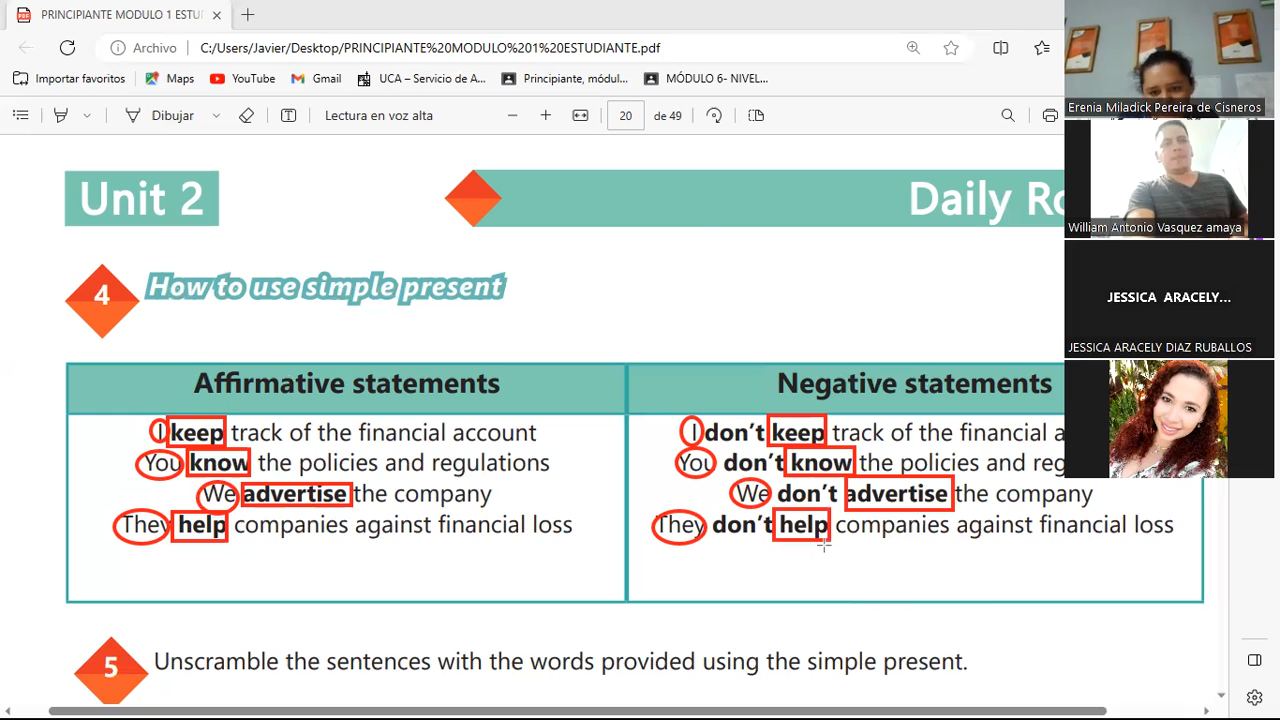 PRINCIPIANTE MODULO 1 ESTU
Archivo C:/Users/Javier/Desktop/PRINCIPIANTE%20MODULO%201%20ESTUDIANTE.pdf
Importar favoritos Maps YouTube Gmail UCA – Servicio de A... Principiante, módul... MÓDULO 6- NIVEL...
Dibujar Lectura en voz alta 20 de 49
Erenia Miladick Pereira de Cisneros
William Antonio Vasquez amaya
JESSICA ARACELY...
JESSICA ARACELY DIAZ RUBALLOS
Unit 2 Daily Ro
4 How to use simple present
Affirmative statements
I keep track of the financial account
You know the policies and regulations
We advertise the company
They help companies against financial loss
Negative statements
I don't keep track of the financial a
You don't know the policies and reg
We don't advertise the company
They don't help companies against financial loss
5 Unscramble the sentences with the words provided using the simple present.